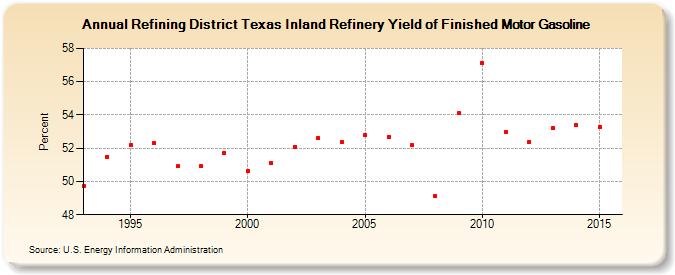 Annual Refining District Texas Inland Refinery Yield of Finished Motor Gasoline
Percent
58
56
54
52
50
48
1995 2000 2005 2010 2015
Source: U.S. Energy Information Administration